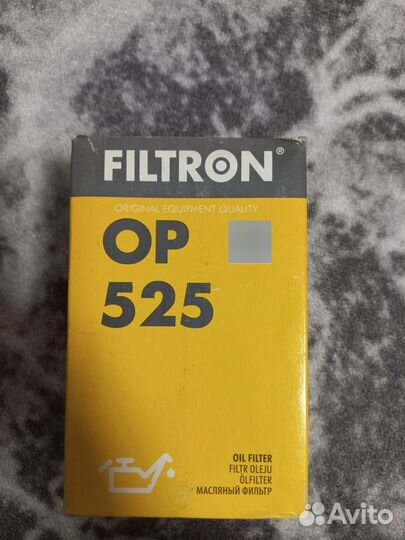 FILTRON®
ORIGINAL EQUIPMENT QUALITY
OP
525
OIL FILTER
FILTR OLEJU
ÖLFILTER
МАСЛЯНЫЙ ФИЛЬТР
Avito